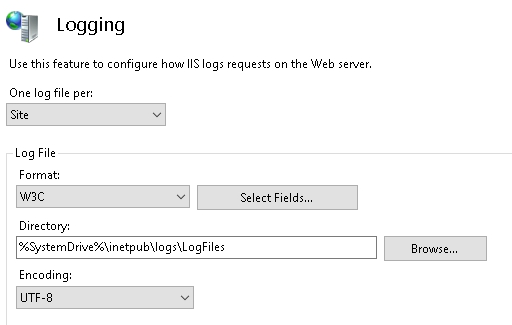 Logging
Use this feature to configure how IIS logs requests on the Web server.
One log file per:
Site
Log File
Format:
W3C
Select Fields...
Directory:
%SystemDrive%\inetpub\logs\LogFiles
Browse...
Encoding:
UTF-8